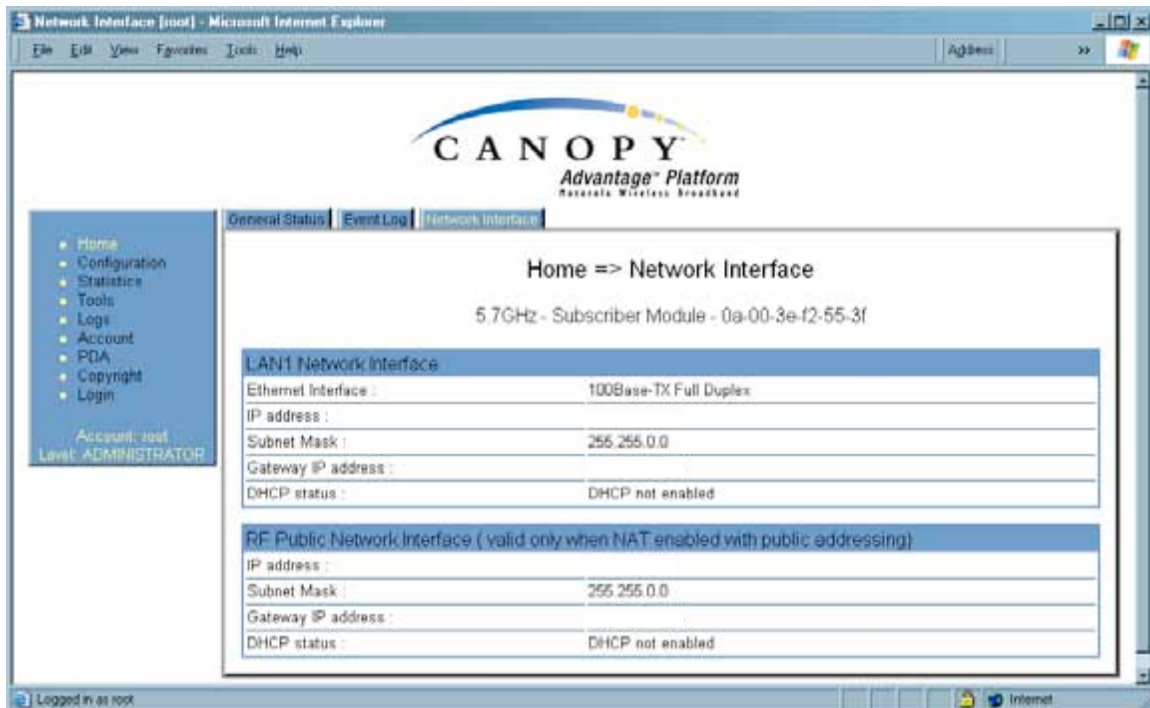 Network Interface [root] - Microsoft Internet Explorer
File Edit View Favorites Tools Help Address »
CANOPY
Advantage™ Platform
Motorola Wireless Broadband
General Status Event Log Network Interface
Home
Configuration
Statistics
Tools
Logs
Account
PDA
Copyright
Login
Account: root
Level: ADMINISTRATOR
Home => Network Interface
5.7GHz - Subscriber Module - 0a-00-3e-f2-55-3f
LAN1 Network Interface
Ethernet Interface : 100Base-TX Full Duplex
IP address :
Subnet Mask : 255.255.0.0
Gateway IP address :
DHCP status : DHCP not enabled
RF Public Network Interface ( valid only when NAT enabled with public addressing)
IP address :
Subnet Mask : 255.255.0.0
Gateway IP address :
DHCP status : DHCP not enabled
Logged in as root Internet